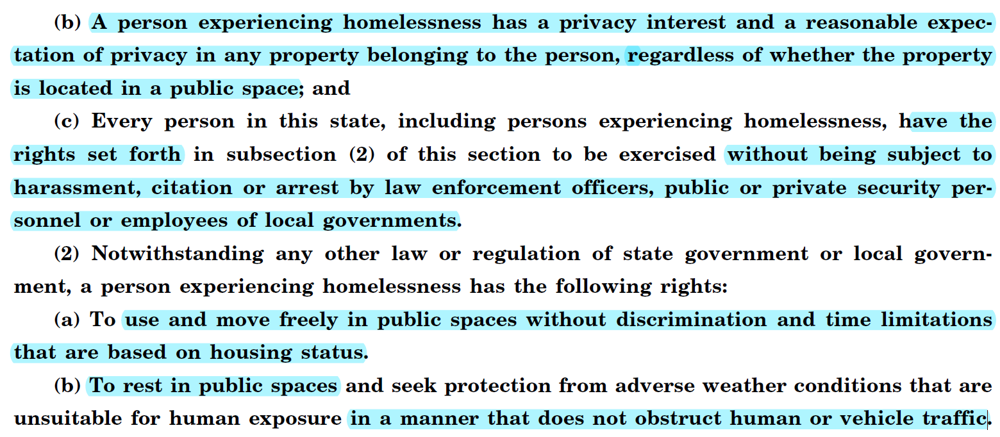 (b) A person experiencing homelessness has a privacy interest and a reasonable expec-
tation of privacy in any property belonging to the person, regardless of whether the property
is located in a public space; and
(c) Every person in this state, including persons experiencing homelessness, have the
rights set forth in subsection (2) of this section to be exercised without being subject to
harassment, citation or arrest by law enforcement officers, public or private security per-
sonnel or employees of local governments.
(2) Notwithstanding any other law or regulation of state government or local govern-
ment, a person experiencing homelessness has the following rights:
(a) To use and move freely in public spaces without discrimination and time limitations
that are based on housing status.
(b) To rest in public spaces and seek protection from adverse weather conditions that are
unsuitable for human exposure in a manner that does not obstruct human or vehicle traffic.